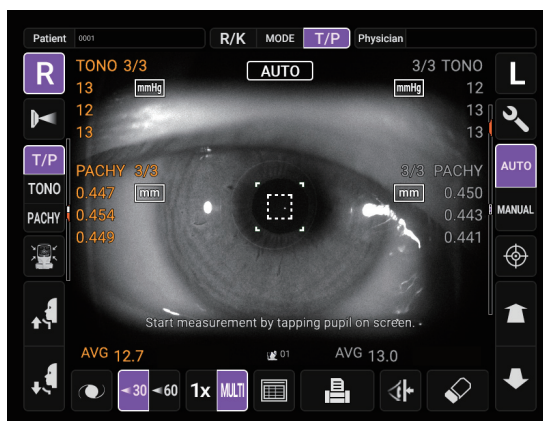 Patient 0001 R/K MODE T/P Physician
R TONO 3/3 AUTO 3/3 TONO L
13 mmHg mmHg 12
12 13
13 13
T/P AUTO
PACHY 3/3 3/3 PACHY
TONO 0.447 mm mm 0.450
PACHY 0.454 0.443 MANUAL
0.449 0.441
Start measurement by tapping pupil on screen.
AVG 12.7 01 AVG 13.0
30 60 1x MULTI